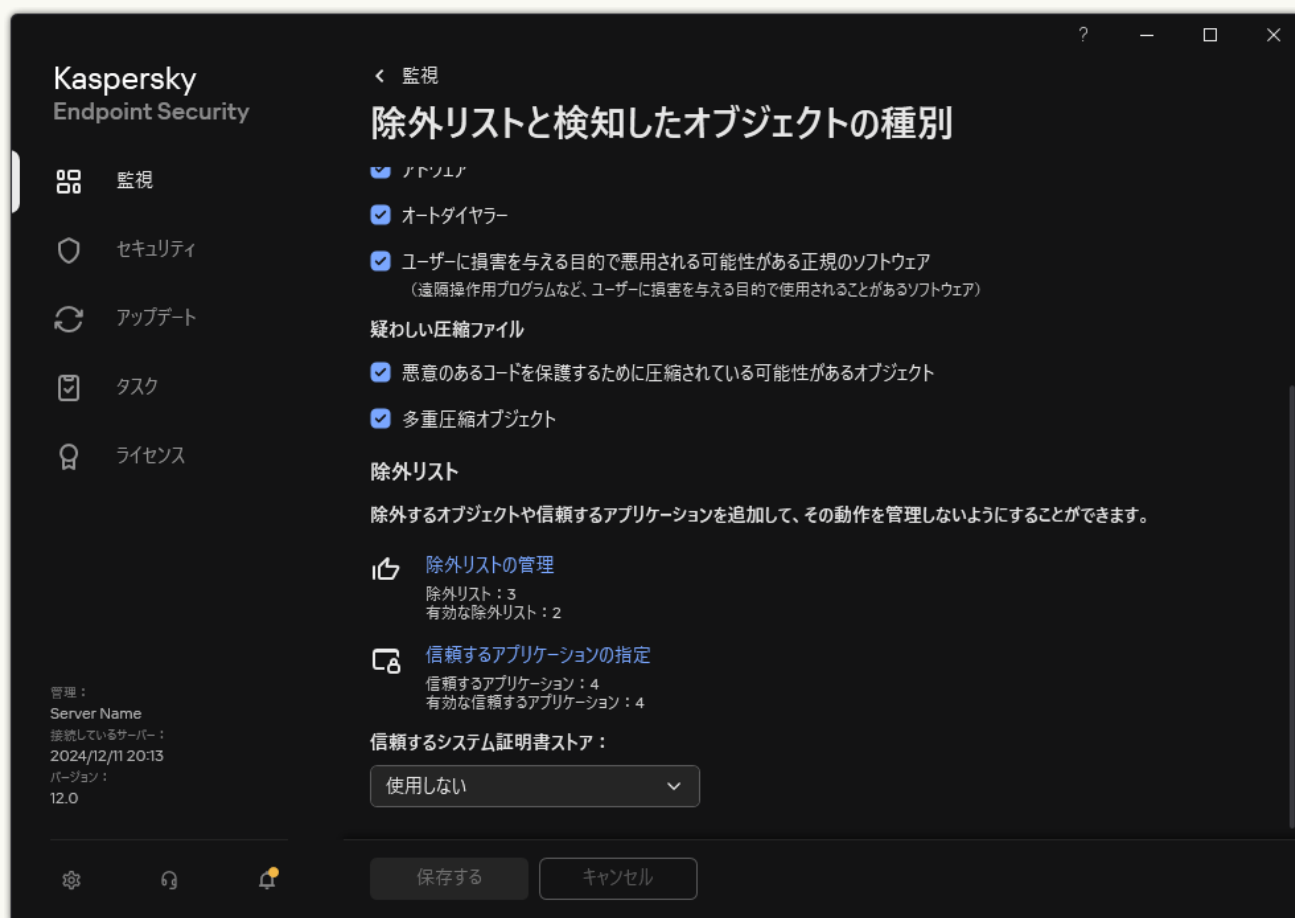 ?
Kaspersky
Endpoint Security
監視
セキュリティ
アップデート
タスク
ライセンス
管理：
Server Name
接続しているサーバー：
2024/12/11 20:13
バージョン：
12.0
監視
除外リストと検知したオブジェクトの種別
アドウェア
オートダイヤラー
ユーザーに損害を与える目的で悪用される可能性がある正規のソフトウェア
（遠隔操作用プログラムなど、ユーザーに損害を与える目的で使用されることがあるソフトウェア）
疑わしい圧縮ファイル
悪意のあるコードを保護するために圧縮されている可能性があるオブジェクト
多重圧縮オブジェクト
除外リスト
除外するオブジェクトや信頼するアプリケーションを追加して、その動作を管理しないようにすることができます。
除外リストの管理
除外リスト：3
有効な除外リスト：2
信頼するアプリケーションの指定
信頼するアプリケーション：4
有効な信頼するアプリケーション：4
信頼するシステム証明書ストア：
使用しない
保存する
キャンセル